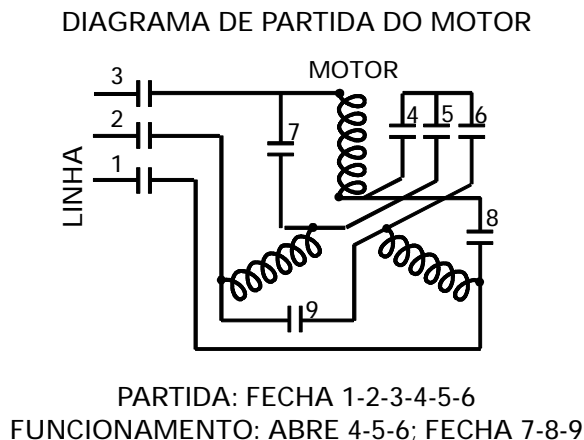 DIAGRAMA DE PARTIDA DO MOTOR
3
MOTOR
2
7
4
5
6
1
LINHA
8
9
PARTIDA: FECHA 1-2-3-4-5-6
FUNCIONAMENTO: ABRE 4-5-6; FECHA 7-8-9